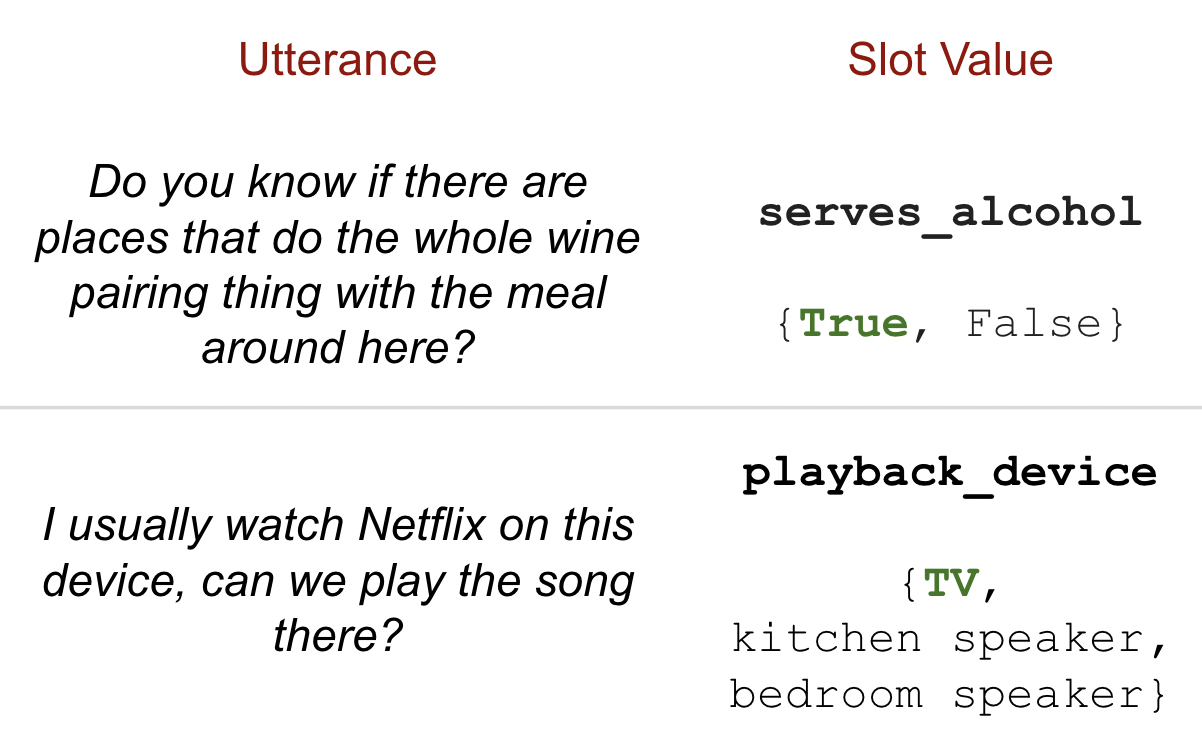 Utterance
Slot Value
Do you know if there are
places that do the whole wine
pairing thing with the meal
around here?
serves_alcohol
{True, False}
I usually watch Netflix on this
device, can we play the song
there?
playback_device
{TV,
kitchen speaker,
bedroom speaker}